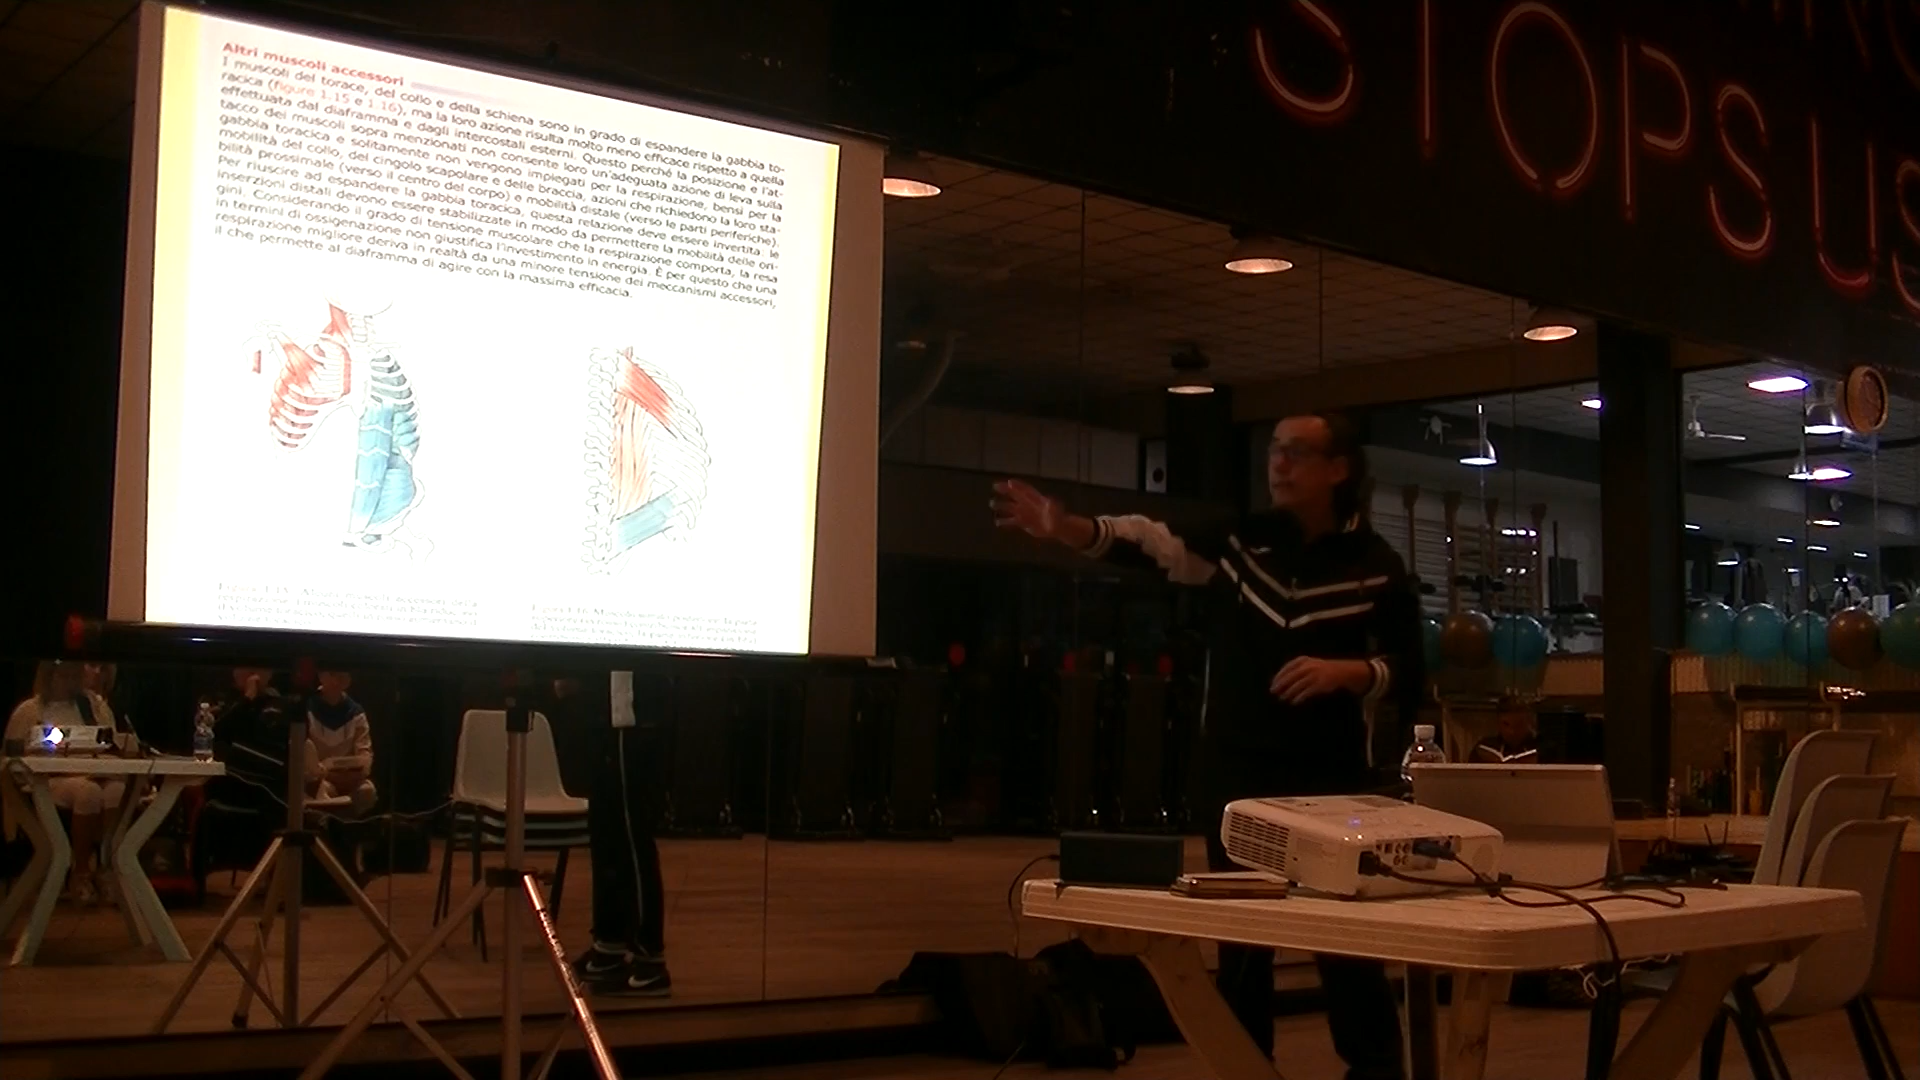 Altri muscoli accessori
I muscoli del torace, del collo e della schiena sono in grado di espandere la gabbia to-
racica (figure 1.15 e 1.16), ma la loro azione risulta molto meno efficace rispetto a quella
effettuata dal diaframma e dagli intercostali esterni. Questo perché la posizione e l'at-
tacco dei muscoli sopra menzionati non consente loro un'adeguata azione di leva sulla
gabbia toracica e solitamente non vengono impiegati per la respirazione, bensì per la
mobilità del collo, del cingolo scapolare e delle braccia, azioni che richiedono la loro sta-
bilità prossimale (verso il centro del corpo) e mobilità distale (verso le parti periferiche).
Per riuscire ad espandere la gabbia toracica, questa relazione deve essere invertita: le
inserzioni distali devono essere stabilizzate in modo da permettere la mobilità delle ori-
gini. Considerando il grado di tensione muscolare che la respirazione comporta, la resa
in termini di ossigenazione non giustifica l'investimento in energia. È per questo che una
respirazione migliore deriva in realtà da una minore tensione dei meccanismi accessori,
il che permette al diaframma di agire con la massima efficacia.
STOPS US